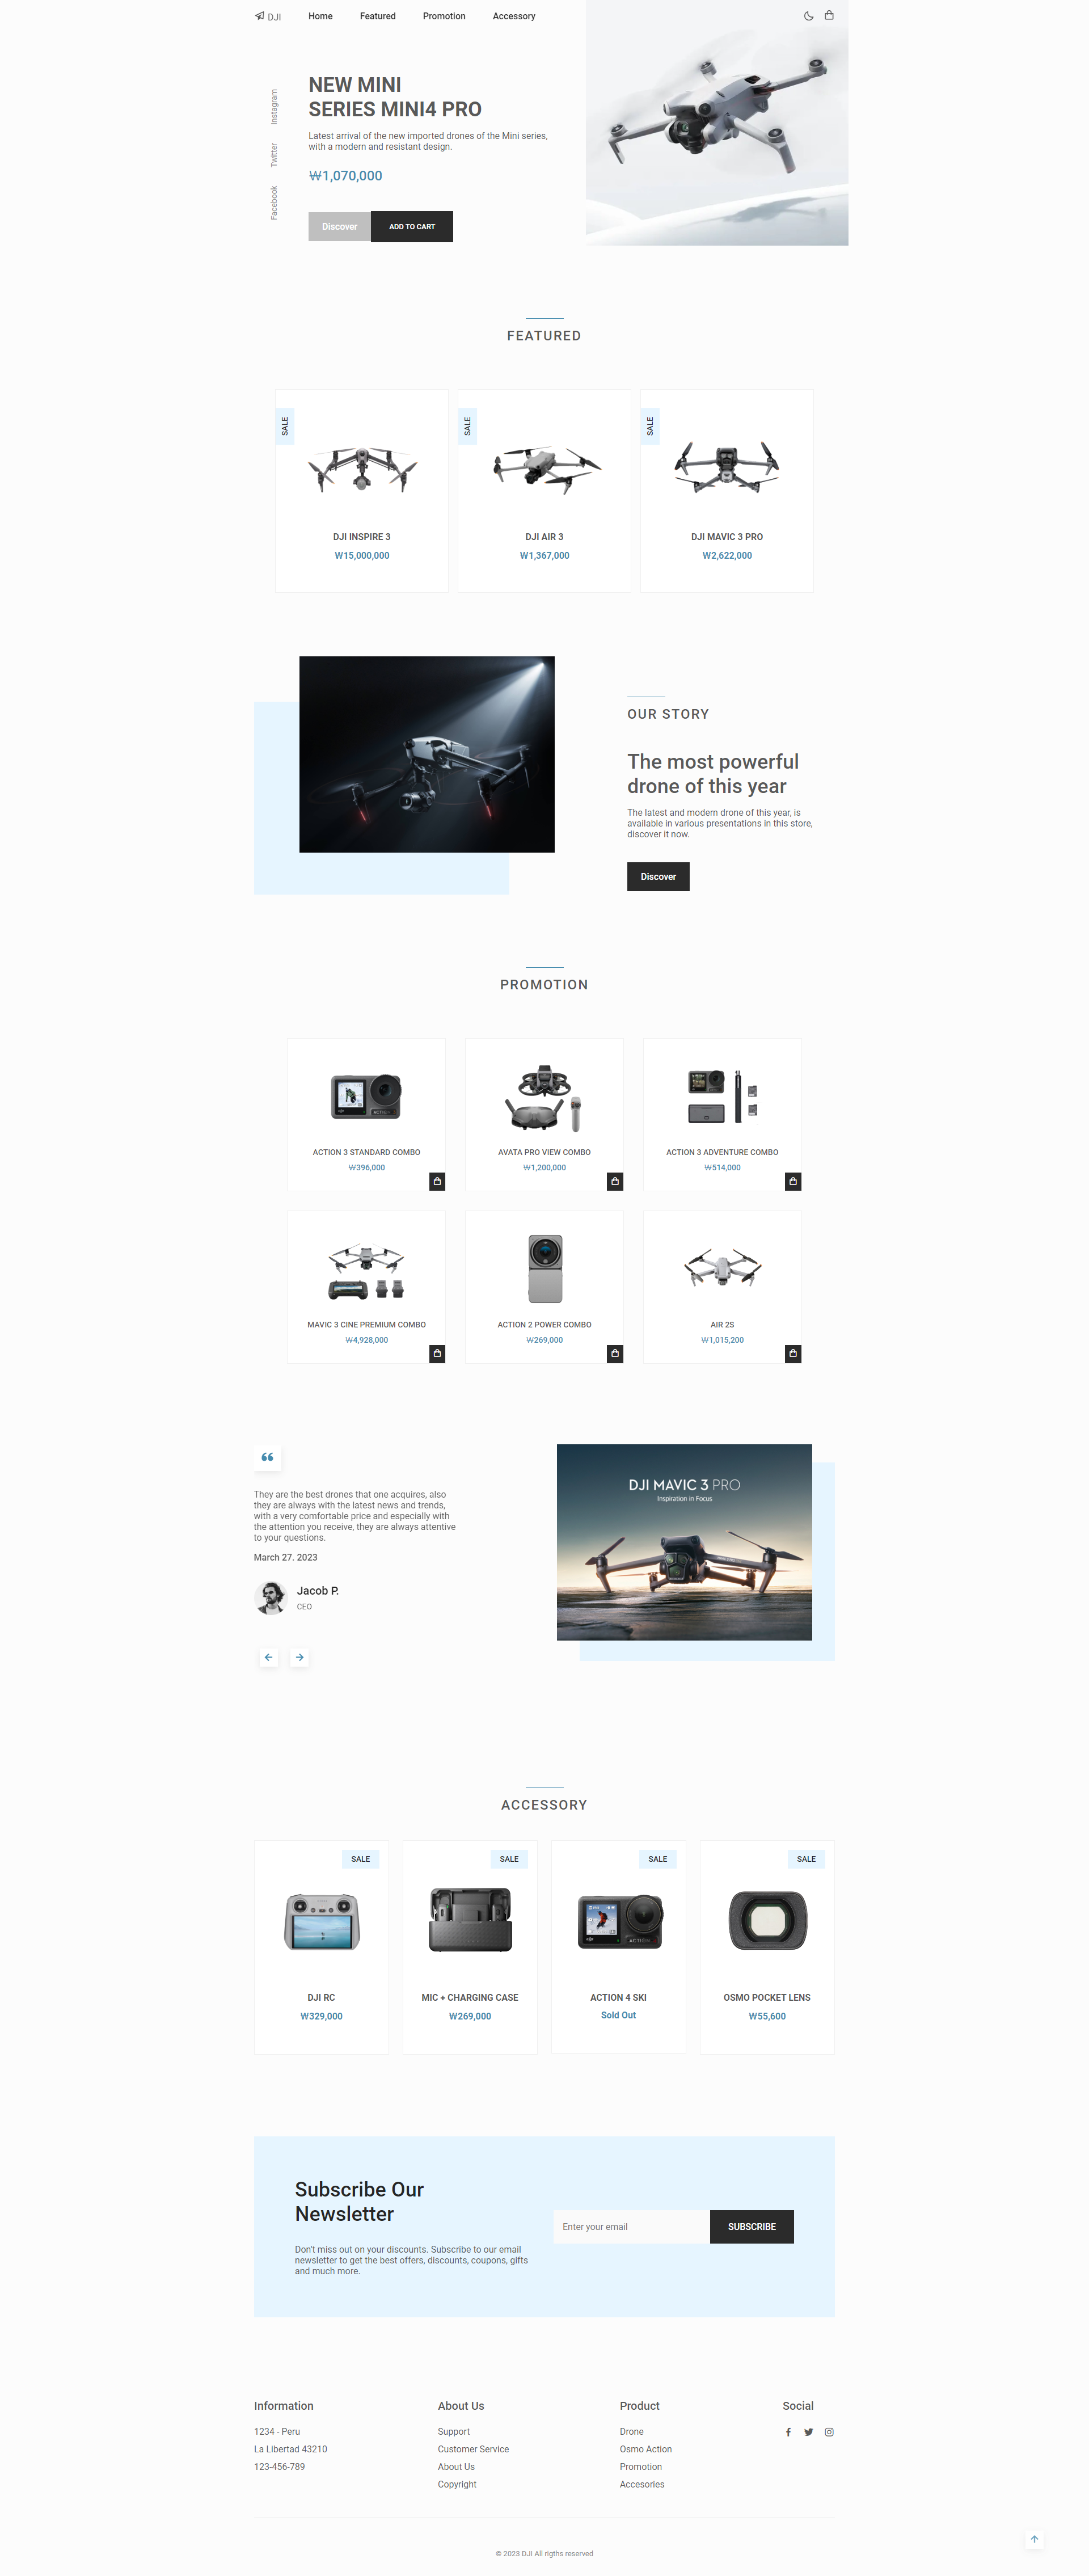 DJI
Home
Featured
Promotion
Accessory
Instagram
Twitter
Facebook
NEW MINI
SERIES MINI4 PRO
Latest arrival of the new imported drones of the Mini series,
with a modern and resistant design.
₩1,070,000
Discover
ADD TO CART
FEATURED
SALE
DJI INSPIRE 3
₩15,000,000
SALE
DJI AIR 3
₩1,367,000
SALE
DJI MAVIC 3 PRO
₩2,622,000
OUR STORY
The most powerful
drone of this year
The latest and modern drone of this year, is
available in various presentations in this store,
discover it now.
Discover
PROMOTION
ACTION 3 STANDARD COMBO
₩396,000
AVATA PRO VIEW COMBO
₩1,200,000
ACTION 3 ADVENTURE COMBO
₩514,000
MAVIC 3 CINE PREMIUM COMBO
₩4,928,000
ACTION 2 POWER COMBO
₩269,000
AIR 2S
₩1,015,200
They are the best drones that one acquires, also
they are always with the latest news and trends,
with a very comfortable price and especially with
the attention you receive, they are always attentive
to your questions.
March 27. 2023
Jacob P.
CEO
DJI MAVIC 3 PRO
Inspiration in Focus
ACCESSORY
SALE
DJI RC
₩329,000
SALE
MIC + CHARGING CASE
₩269,000
SALE
ACTION 4 SKI
Sold Out
SALE
OSMO POCKET LENS
₩55,600
Subscribe Our
Newsletter
Don't miss out on your discounts. Subscribe to our email
newsletter to get the best offers, discounts, coupons, gifts
and much more.
Enter your email
SUBSCRIBE
Information
1234 - Peru
La Libertad 43210
123-456-789
About Us
Support
Customer Service
About Us
Copyright
Product
Drone
Osmo Action
Promotion
Accesories
Social
© 2023 DJI All rigths reserved